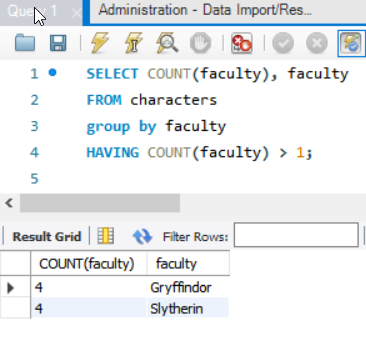 Query 1
Administration - Data Import/Res...
1 SELECT COUNT(faculty), faculty
2 FROM characters
3 group by faculty
4 HAVING COUNT(faculty) > 1;
5
Result Grid Filter Rows:
COUNT(faculty) faculty
4 Gryffindor
4 Slytherin